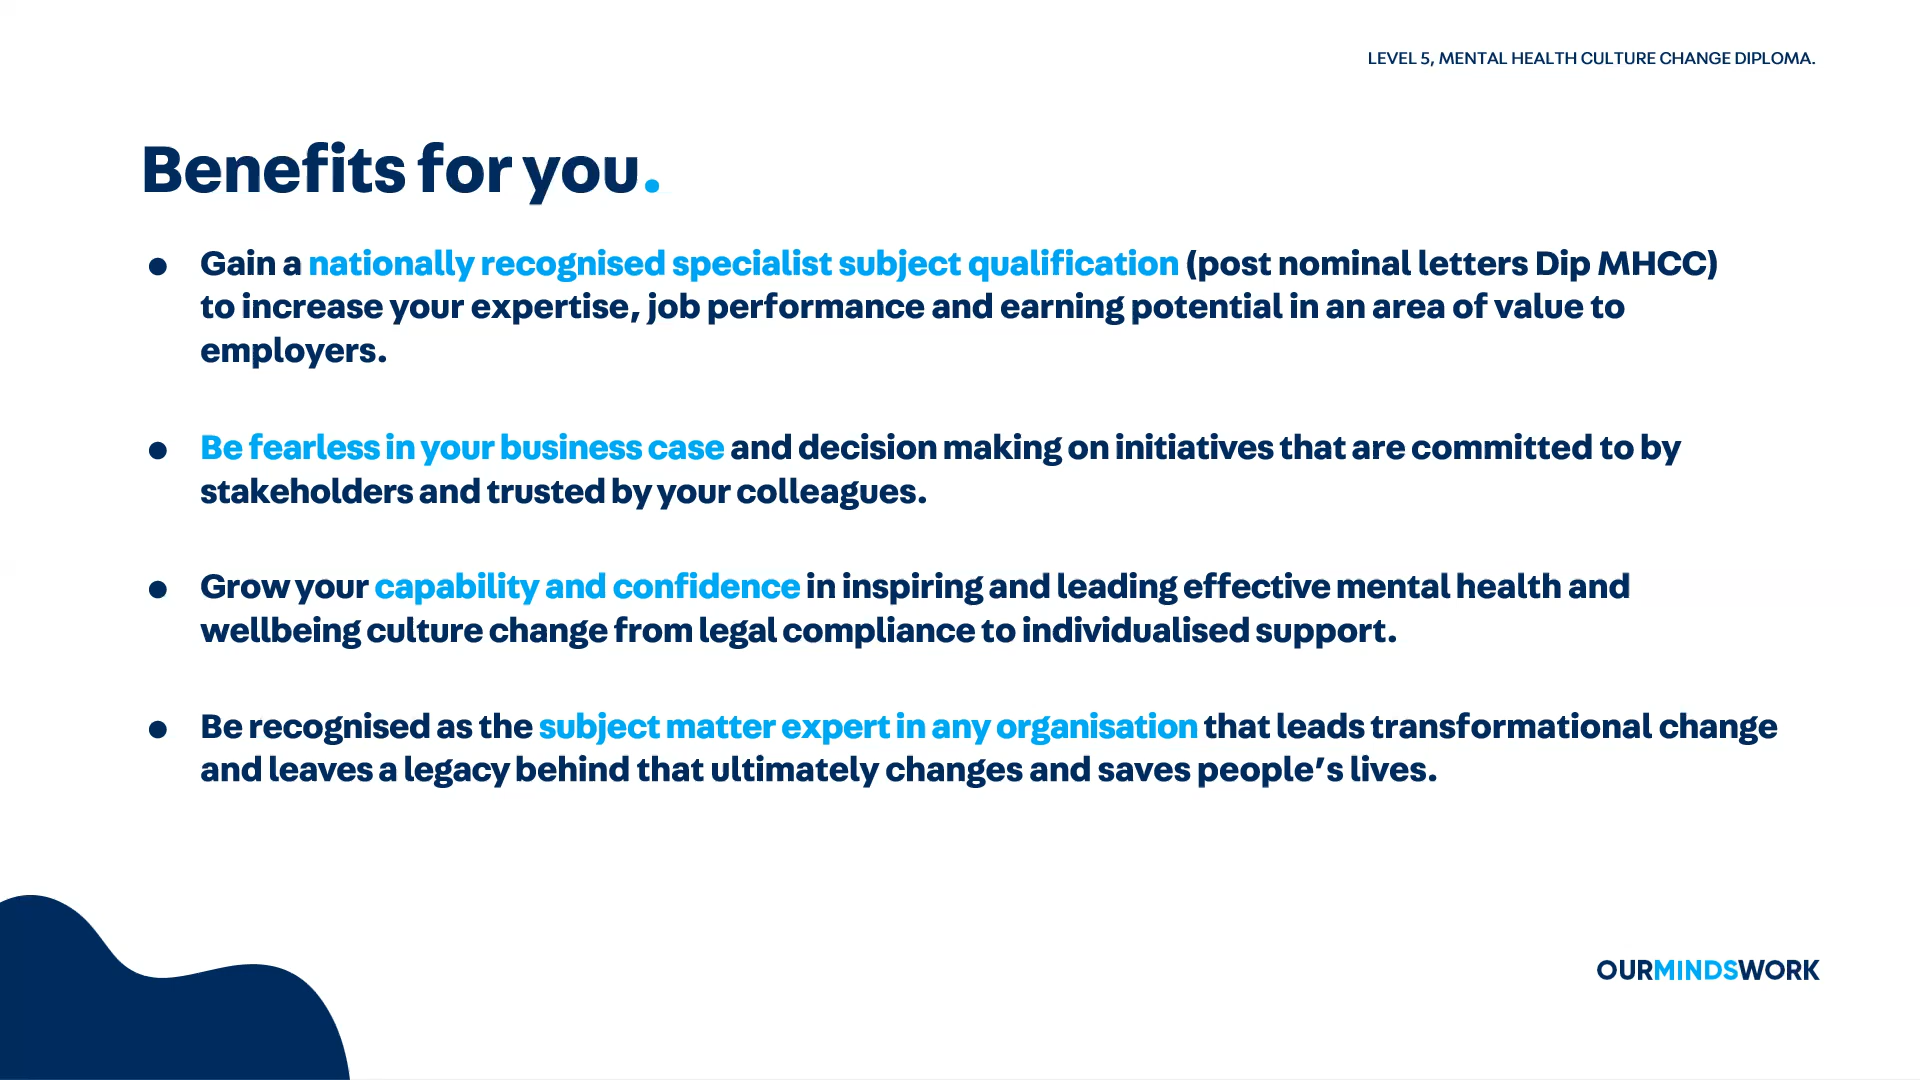 LEVEL 5, MENTAL HEALTH CULTURE CHANGE DIPLOMA.
Benefits for you.
● Gain a nationally recognised specialist subject qualification (post nominal letters Dip MHCC)
to increase your expertise, job performance and earning potential in an area of value to
employers.
● Be fearless in your business case and decision making on initiatives that are committed to by
stakeholders and trusted by your colleagues.
● Grow your capability and confidence in inspiring and leading effective mental health and
wellbeing culture change from legal compliance to individualised support.
● Be recognised as the subject matter expert in any organisation that leads transformational change
and leaves a legacy behind that ultimately changes and saves people’s lives.
OURMINDSWORK